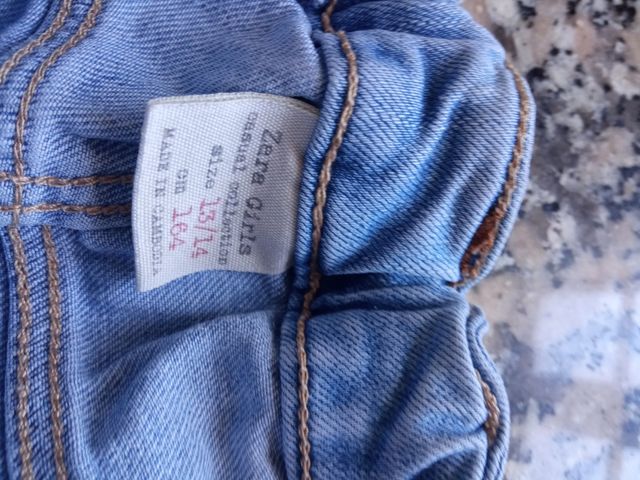 Zara Girls
casual collection
size 13/14
cm 164
MADE IN CAMBODIA